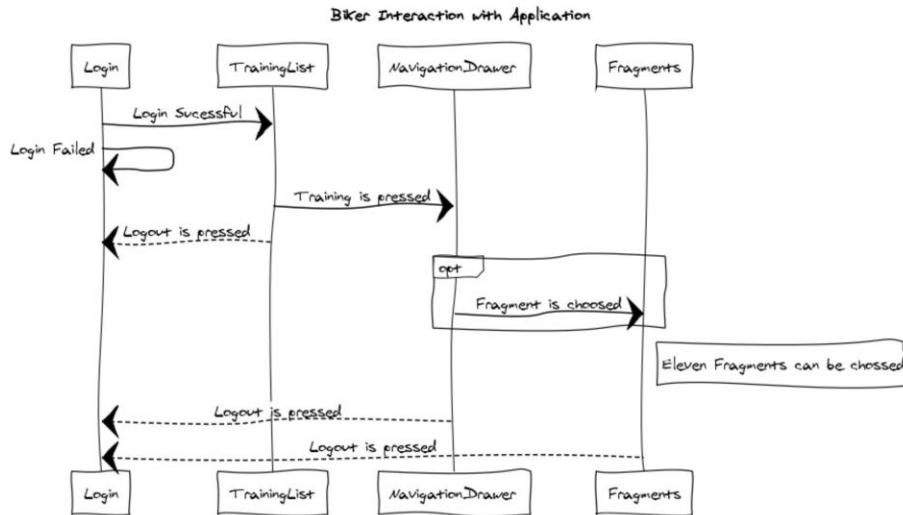 Biker Interaction with Application
Login
TrainingList
NavigationDrawer
Fragments
Login Sucessful
Login Failed
Training is pressed
Logout is pressed
opt
Fragment is choosed
Eleven Fragments can be chossed
Logout is pressed
Logout is pressed
Login
TrainingList
NavigationDrawer
Fragments